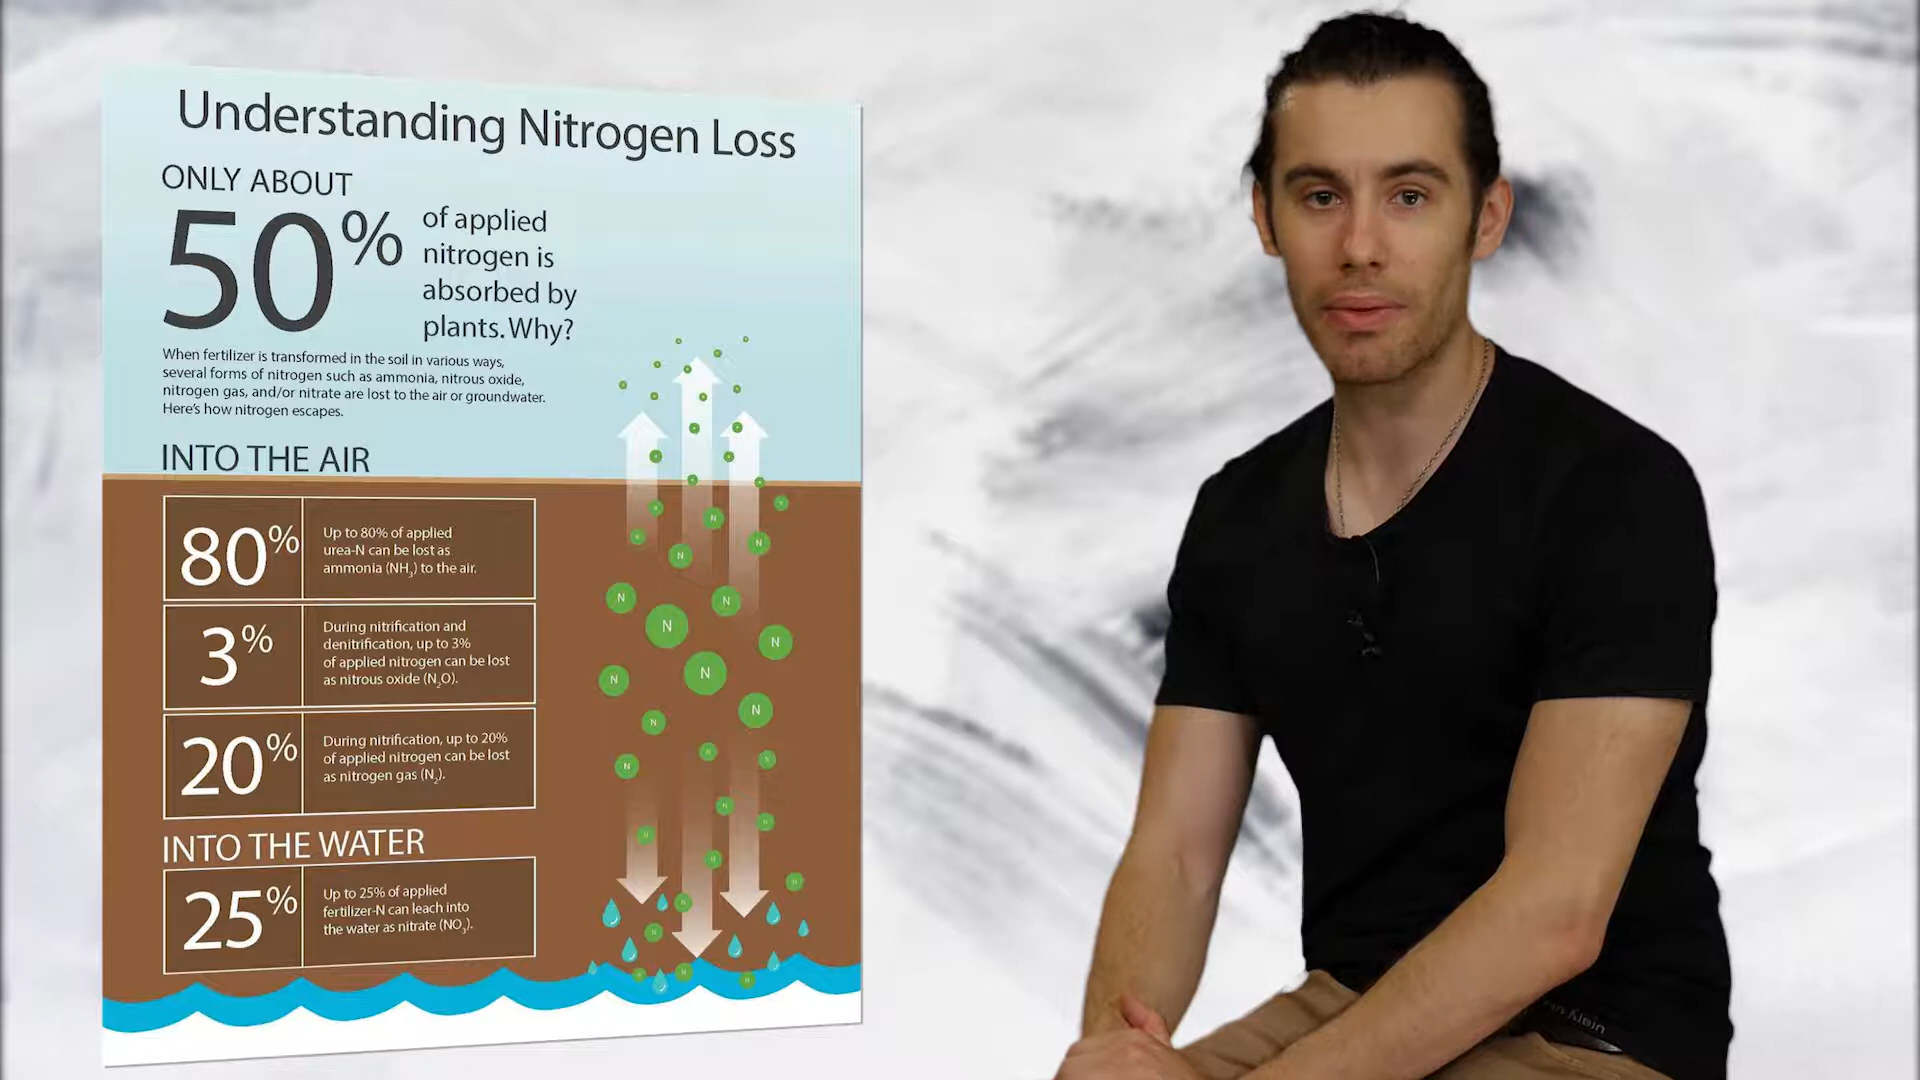 Understanding Nitrogen Loss
ONLY ABOUT
50%
of applied
nitrogen is
absorbed by
plants. Why?
When fertilizer is transformed in the soil in various ways,
several forms of nitrogen such as ammonia, nitrous oxide,
nitrogen gas, and/or nitrate are lost to the air or groundwater.
Here's how nitrogen escapes.
INTO THE AIR
80%
Up to 80% of applied
urea-N can be lost as
ammonia (NH₃) to the air.
3%
During nitrification and
denitrification, up to 3%
of applied nitrogen can be lost
as nitrous oxide (N₂O).
20%
During nitrification, up to 20%
of applied nitrogen can be lost
as nitrogen gas (N₂).
INTO THE WATER
25%
Up to 25% of applied
fertilizer-N can leach into
the water as nitrate (NO₃).
N
N
N
N
N
N
N
N
N
N
N
N
N